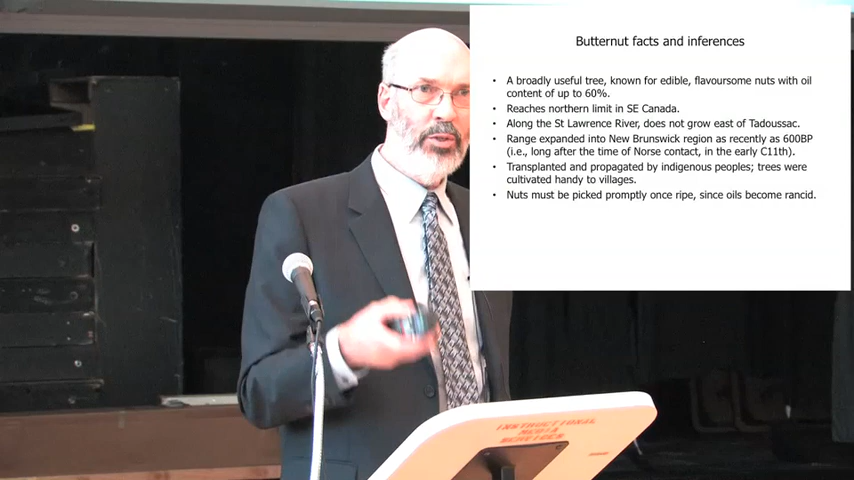 Butternut facts and inferences
• A broadly useful tree, known for edible, flavoursome nuts with oil
content of up to 60%.
• Reaches northern limit in SE Canada.
• Along the St Lawrence River, does not grow east of Tadoussac.
• Range expanded into New Brunswick region as recently as 600BP
(i.e., long after the time of Norse contact, in the early C11th).
• Transplanted and propagated by indigenous peoples; trees were
cultivated handy to villages.
• Nuts must be picked promptly once ripe, since oils become rancid.
INSTRUCTIONAL
MEDIA
SERVICES